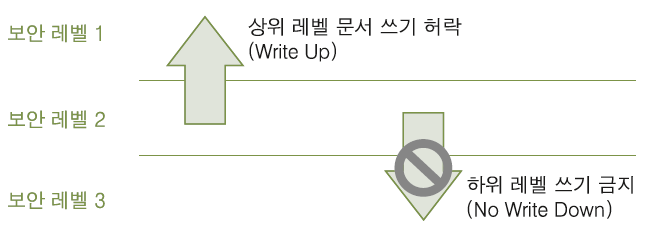 보안 레벨 1
상위 레벨 문서 쓰기 허락
(Write Up)
보안 레벨 2
보안 레벨 3
하위 레벨 쓰기 금지
(No Write Down)